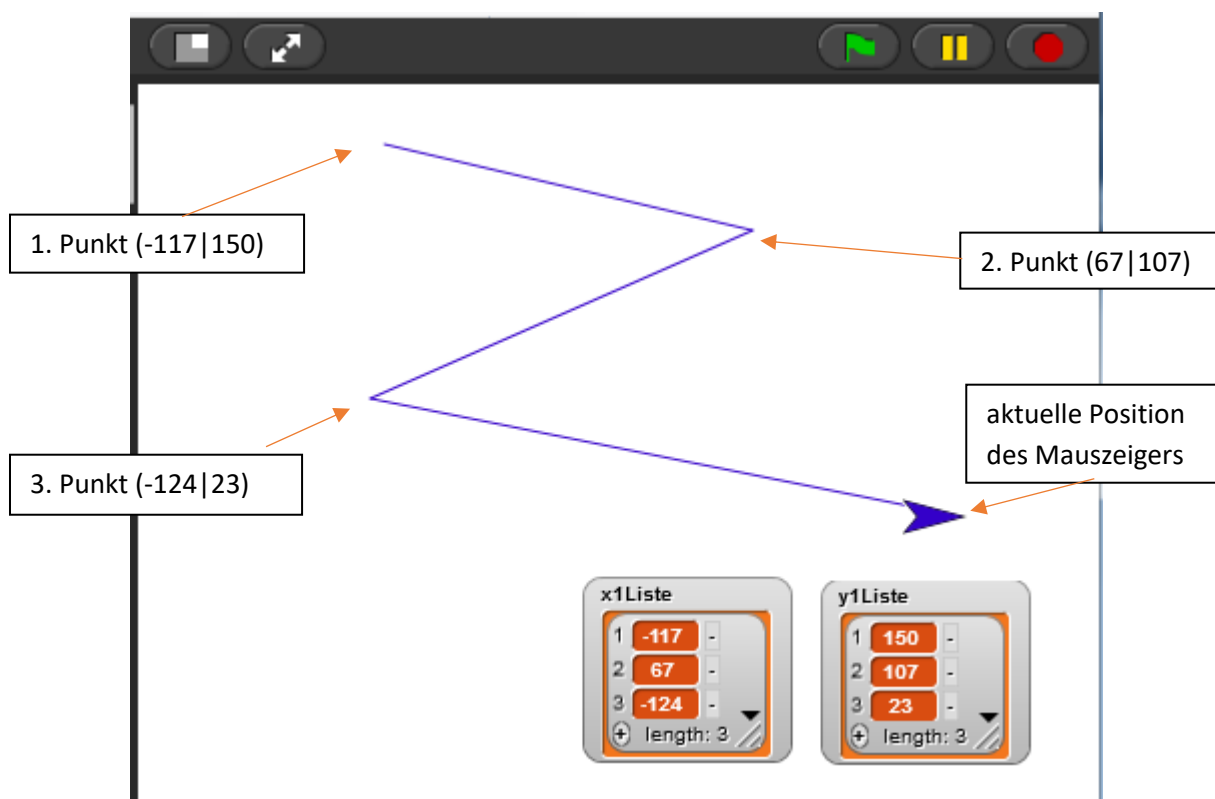 1. Punkt (-117|150)
2. Punkt (67|107)
aktuelle Position
des Mauszeigers
3. Punkt (-124|23)
x1Liste
1 -117 -
2 67 -
3 -124 -
+ length: 3
y1Liste
1 150 -
2 107 -
3 23 -
+ length: 3